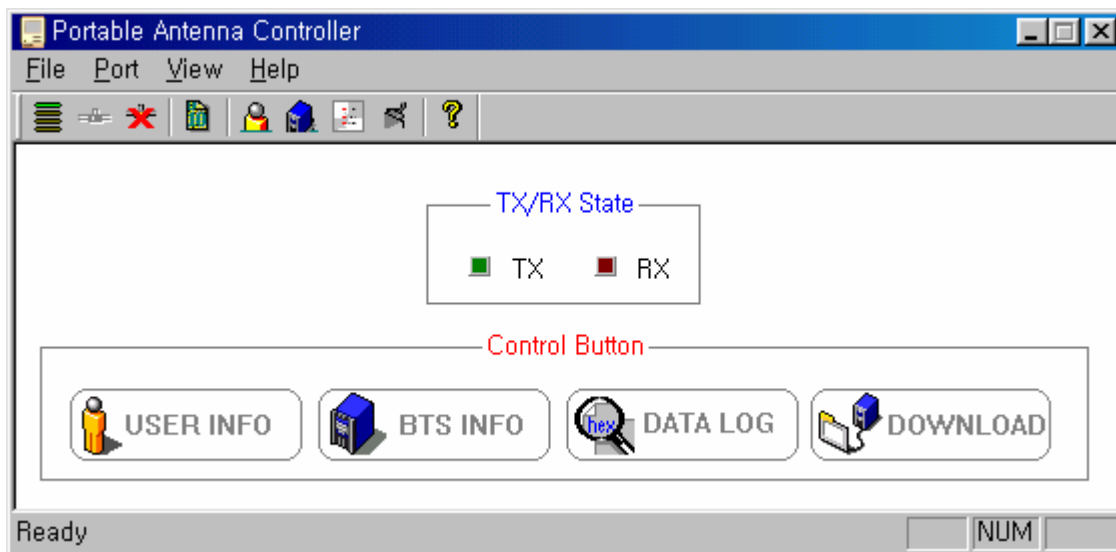 Portable Antenna Controller
File Port View Help
TX/RX State
TX RX
Control Button
USER INFO BTS INFO hex DATA LOG DOWNLOAD
Ready NUM